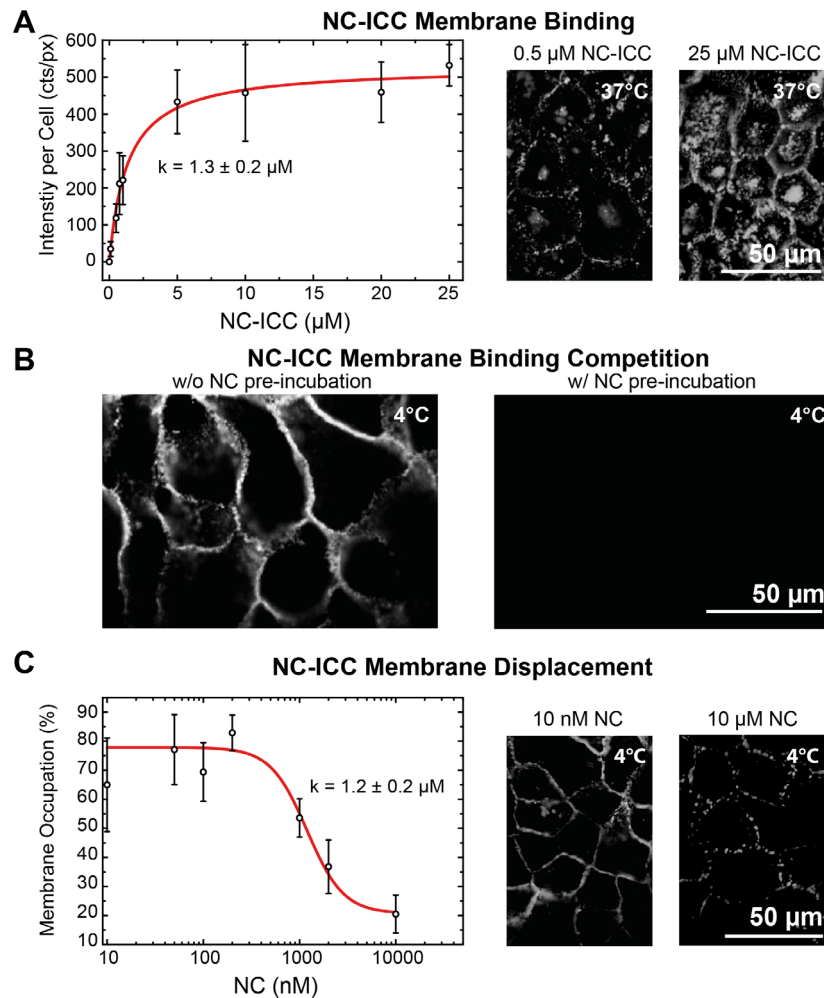 A
NC-ICC Membrane Binding
600
500
400
300
200
100
0
Intenstiy per Cell (cts/px)
k = 1.3 ± 0.2 µM
0 5 10 15 20 25
NC-ICC (µM)
0.5 µM NC-ICC
37°C
25 µM NC-ICC
37°C
50 µm
B
NC-ICC Membrane Binding Competition
w/o NC pre-incubation
4°C
w/ NC pre-incubation
4°C
50 µm
C
NC-ICC Membrane Displacement
90
80
70
60
50
40
30
20
10
Membrane Occupation (%)
k = 1.2 ± 0.2 µM
10 100 1000 10000
NC (nM)
10 nM NC
4°C
10 µM NC
4°C
50 µm